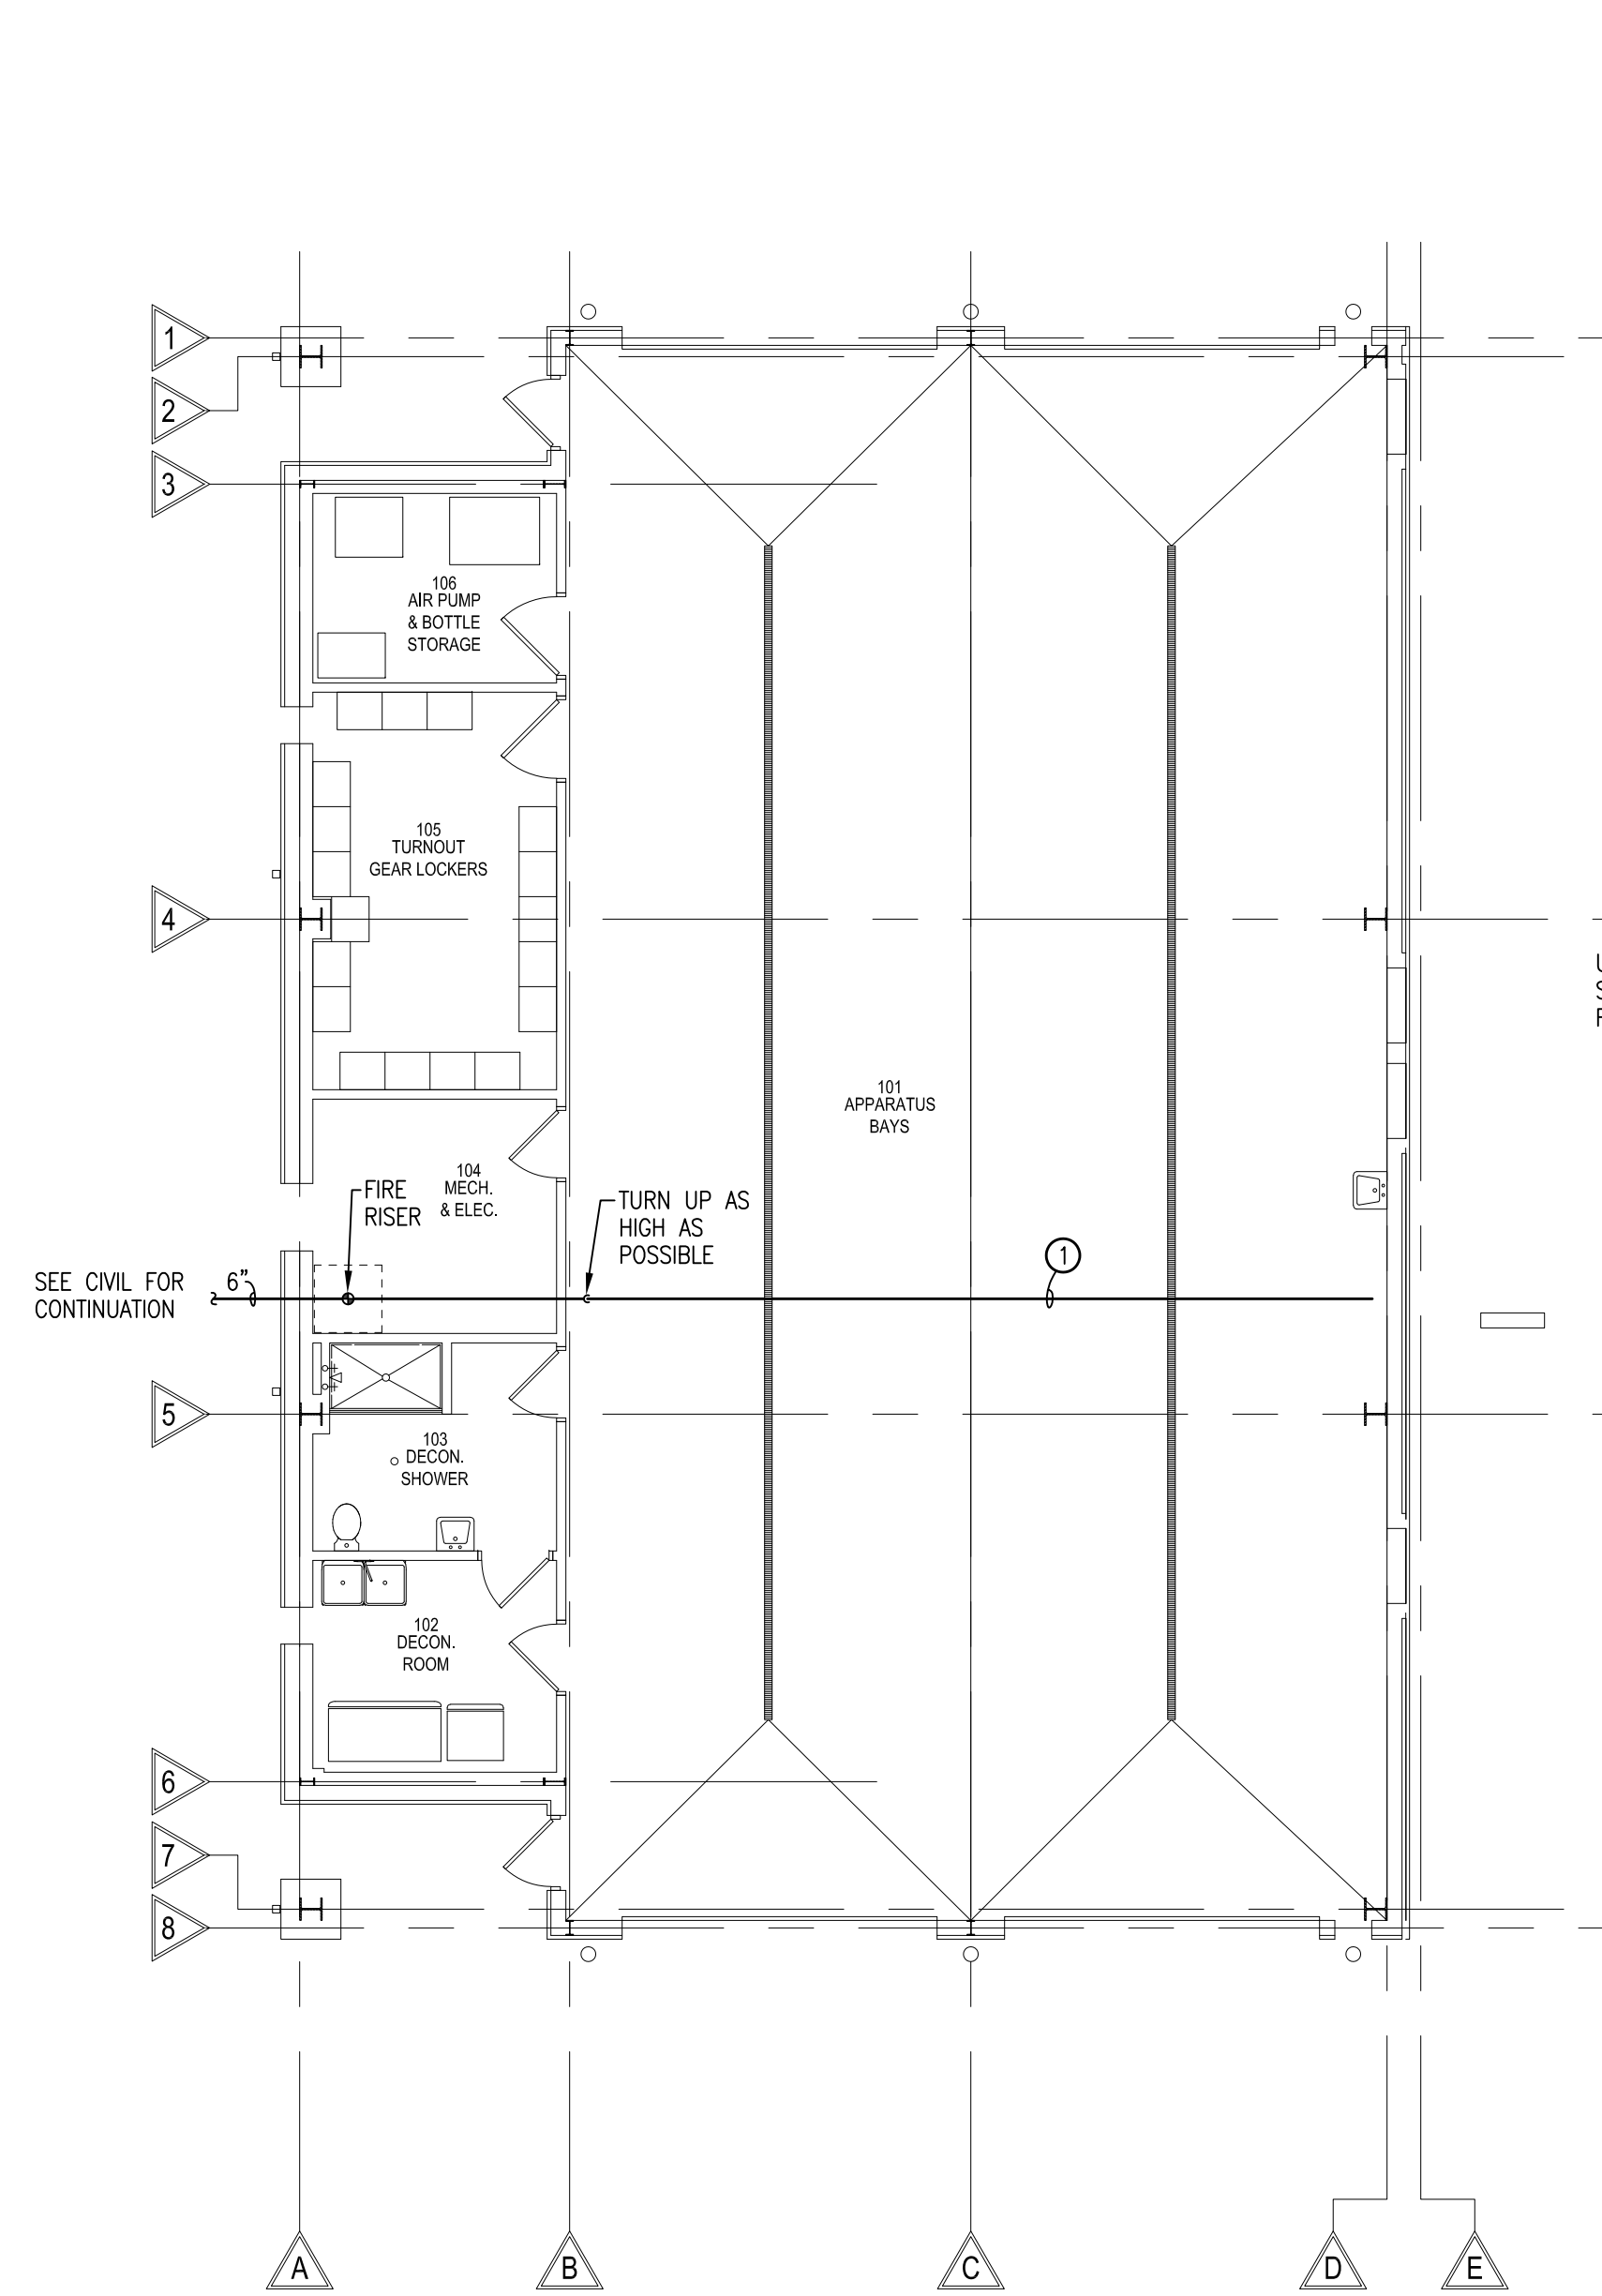 1
2
3
106
AIR PUMP
& BOTTLE
STORAGE
105
TURNOUT
GEAR LOCKERS
4
101
APPARATUS
BAYS
104
MECH.
& ELEC.
FIRE
RISER
TURN UP AS
HIGH AS
POSSIBLE
1
SEE CIVIL FOR
CONTINUATION
6"
5
103
DECON.
SHOWER
102
DECON.
ROOM
6
7
8
A
B
C
D
E